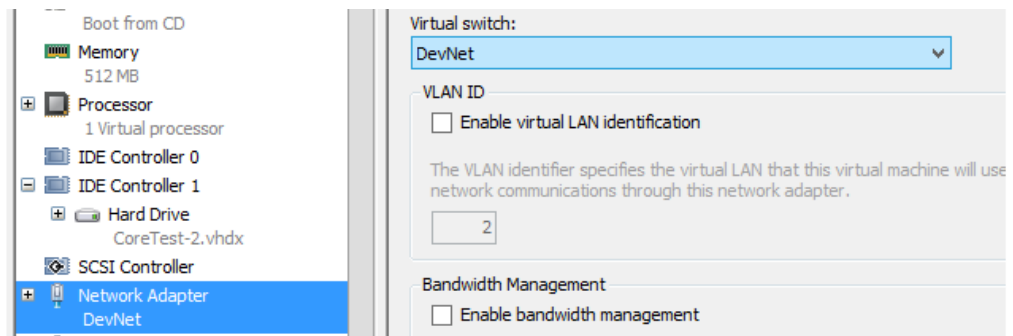 Boot from CD
Memory
512 MB
Processor
1 Virtual processor
IDE Controller 0
IDE Controller 1
Hard Drive
CoreTest-2.vhdx
SCSI Controller
Network Adapter
DevNet
Virtual switch:
DevNet
VLAN ID
Enable virtual LAN identification
The VLAN identifier specifies the virtual LAN that this virtual machine will use
network communications through this network adapter.
2
Bandwidth Management
Enable bandwidth management